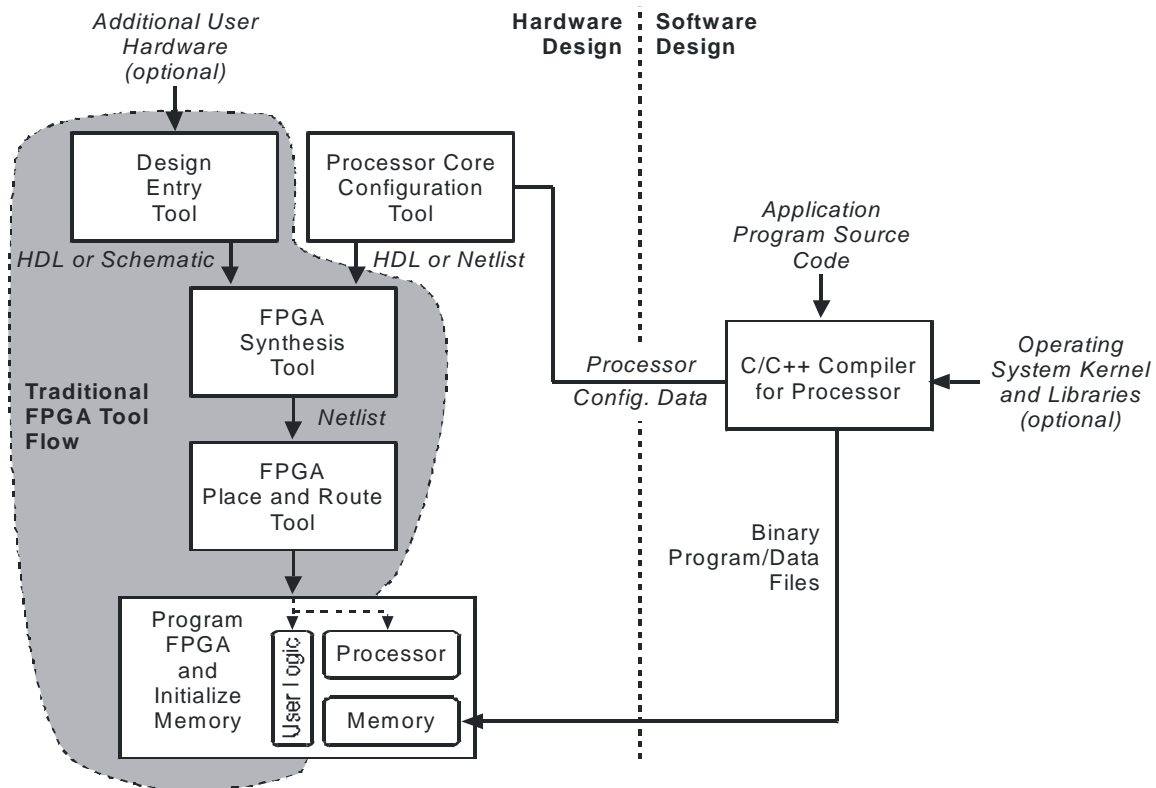 Additional User
Hardware
(optional)
Hardware
Design
Software
Design
Design
Entry
Tool
Processor Core
Configuration
Tool
HDL or Schematic
HDL or Netlist
Application
Program Source
Code
FPGA
Synthesis
Tool
Processor
Config. Data
C/C++ Compiler
for Processor
Operating
System Kernel
and Libraries
(optional)
Traditional
FPGA Tool
Flow
Netlist
FPGA
Place and Route
Tool
Binary
Program/Data
Files
Program
FPGA
and
Initialize
Memory
User Logic
Processor
Memory